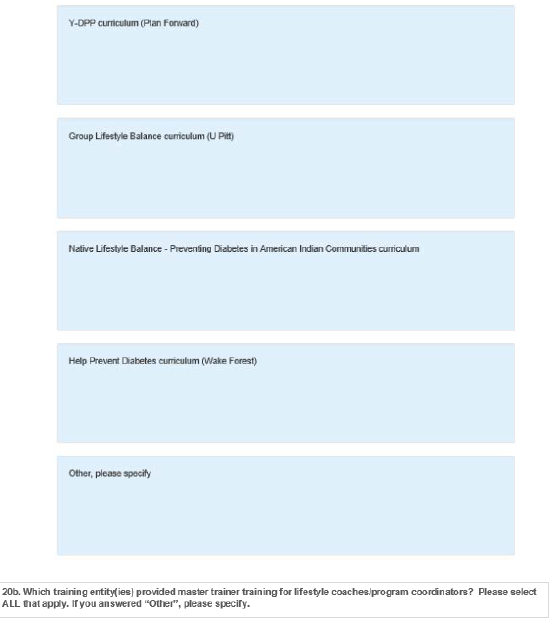 Y-DPP curriculum (Plan Forward)
Group Lifestyle Balance curriculum (U Pitt)
Native Lifestyle Balance - Preventing Diabetes in American Indian Communities curriculum
Help Prevent Diabetes curriculum (Wake Forest)
Other, please specify
20b. Which training entity(ies) provided master trainer training for lifestyle coaches/program coordinators? Please select
ALL that apply. If you answered “Other”, please specify.